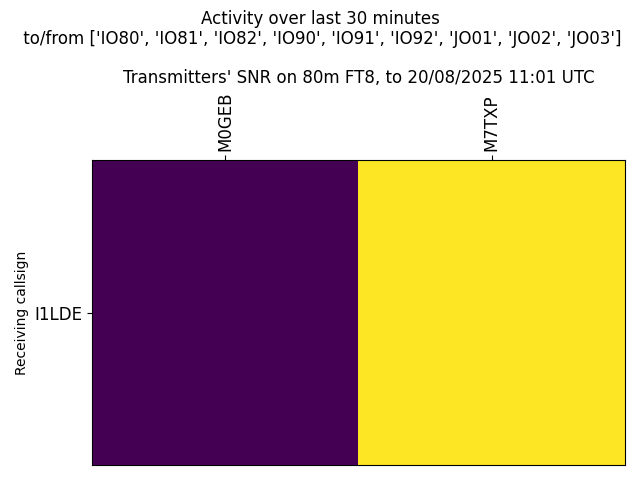 Activity over last 30 minutes
to/from ['IO80', 'IO81', 'IO82', 'IO90', 'IO91', 'IO92', 'JO01', 'JO02', 'JO03']
Transmitters' SNR on 80m FT8, to 20/08/2025 11:01 UTC
M0GEB
M7TXP
Receiving callsign
I1LDE